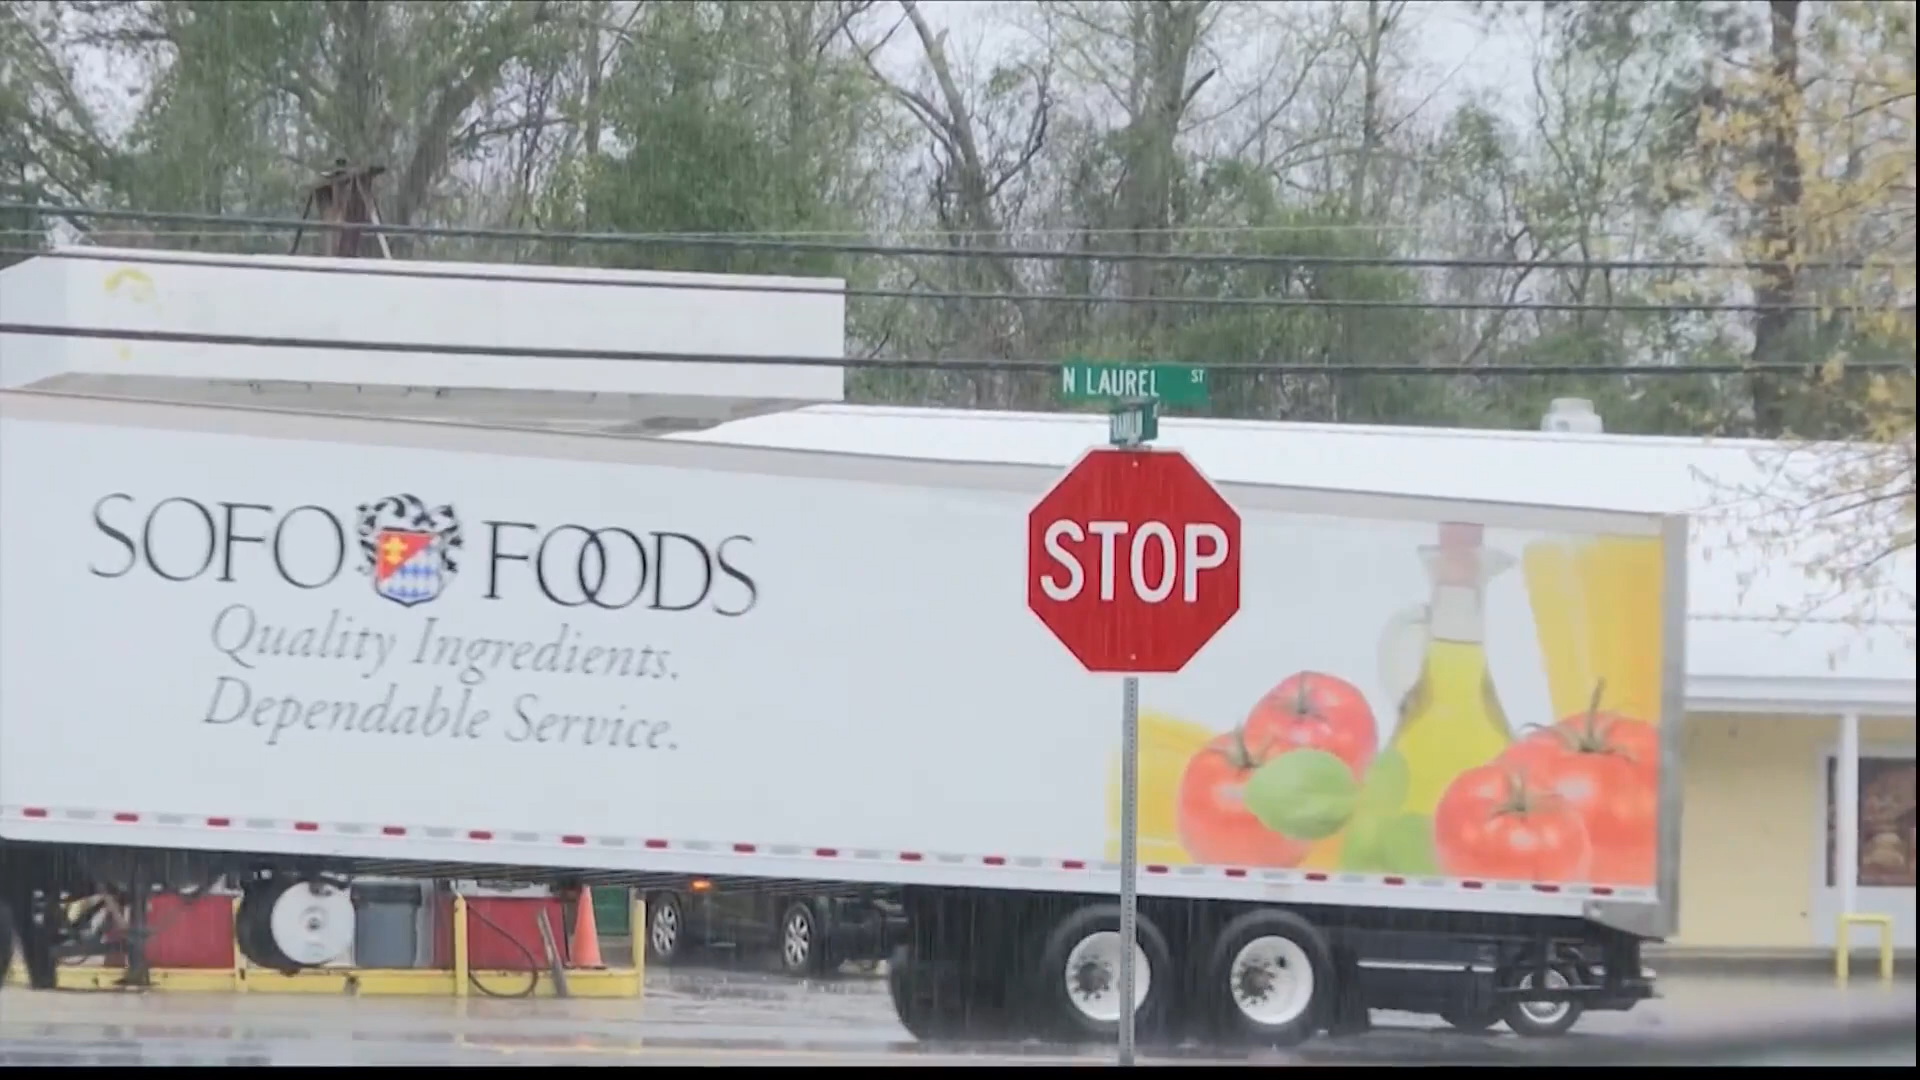 N LAUREL ST
STOP
SOFO FOODS
Quality Ingredients.
Dependable Service.